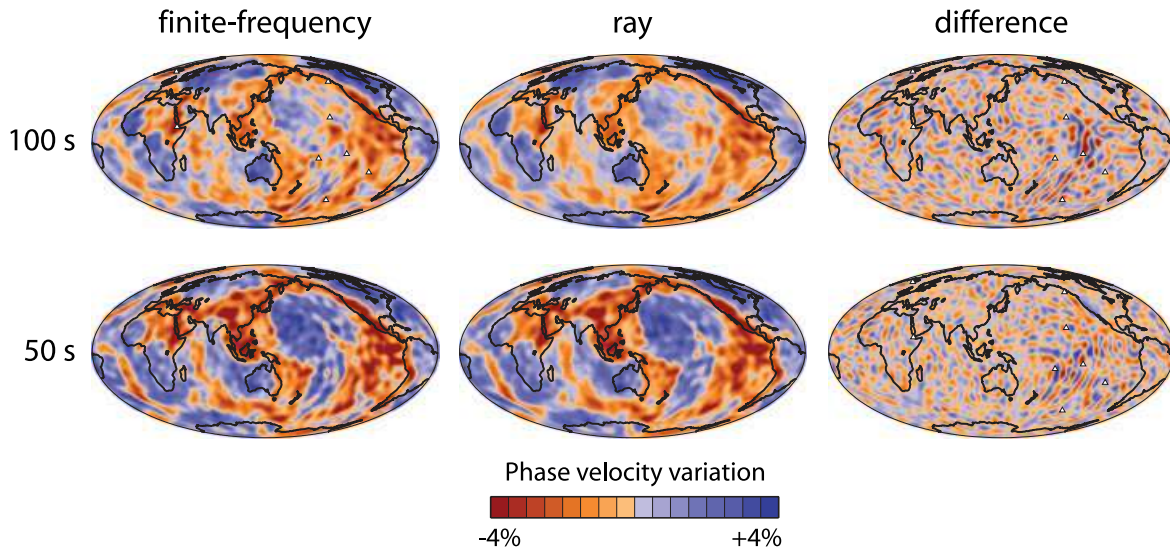 finite-frequency
ray
difference
100 s
50 s
Phase velocity variation
-4%
+4%